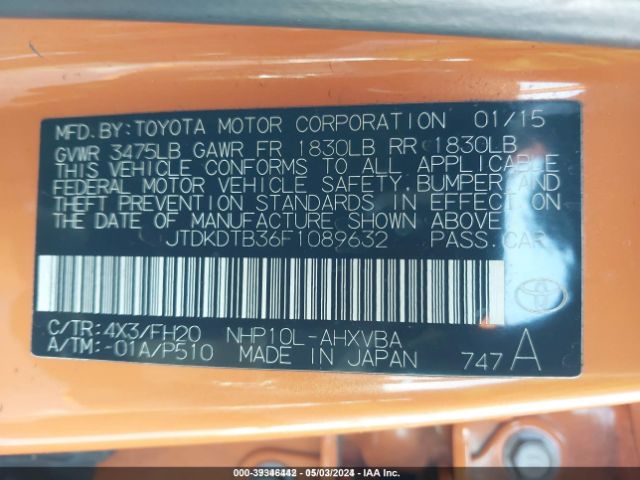 MFD. BY: TOYOTA MOTOR CORPORATION 01/15
GVWR 3475LB GAWR FR 1830LB RR 1830LB
THIS VEHICLE CONFORMS TO ALL APPLICABLE
FEDERAL MOTOR VEHICLE SAFETY, BUMPER, AND
THEFT PREVENTION STANDARDS IN EFFECT ON
THE DATE OF MANUFACTURE SHOWN ABOVE.
JTDKDTB36F1089632 PASS. CAR
C/TR: 4X3/FH20 NHP10L-AHXVBA
A/TM: -01A/P510 MADE IN JAPAN 747 A
000-39346442 - 05/03/2024 - IAA Inc.